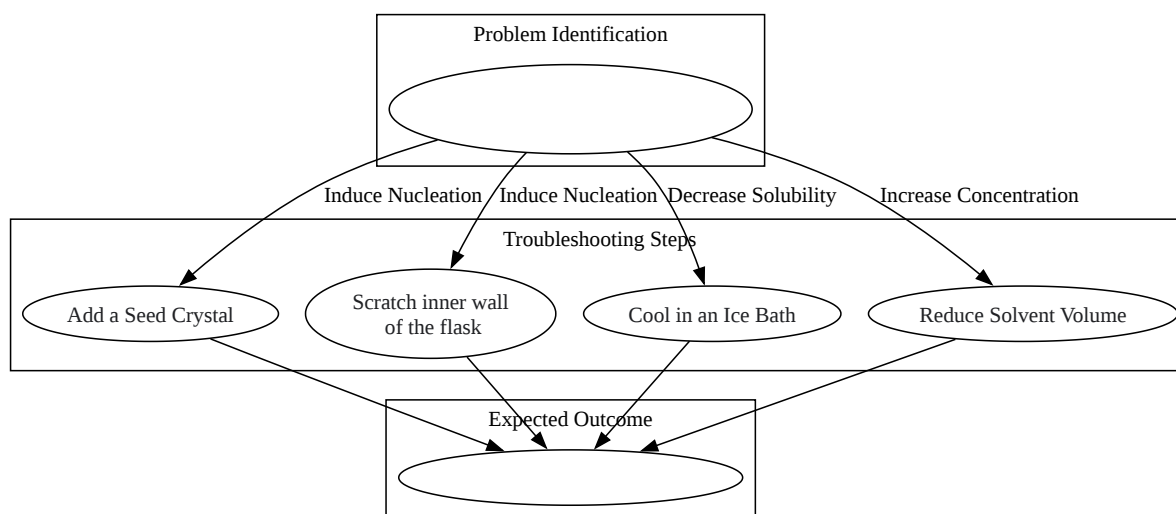 Problem Identification
Induce Nucleation
Induce Nucleation
Decrease Solubility
Increase Concentration
Troubleshooting Steps
Add a Seed Crystal
Scratch inner wall
of the flask
Cool in an Ice Bath
Reduce Solvent Volume
Expected Outcome